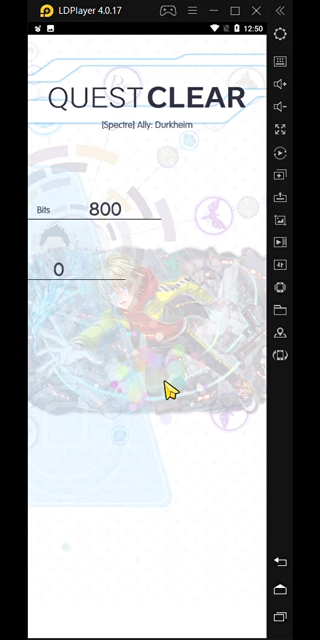 LDPlayer 4.0.17
12:50
QUEST CLEAR
[Spectre] Ally: Durkheim
Bits 800
0